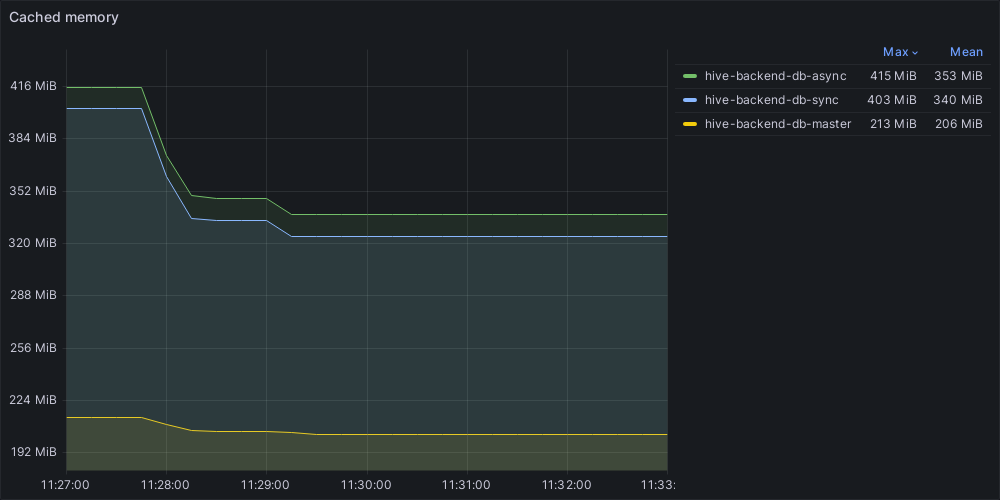 Cached memory
Max Mean
hive-backend-db-async 415 MiB 353 MiB
hive-backend-db-sync 403 MiB 340 MiB
hive-backend-db-master 213 MiB 206 MiB
416 MiB
384 MiB
352 MiB
320 MiB
288 MiB
256 MiB
224 MiB
192 MiB
11:27:00 11:28:00 11:29:00 11:30:00 11:31:00 11:32:00 11:33: